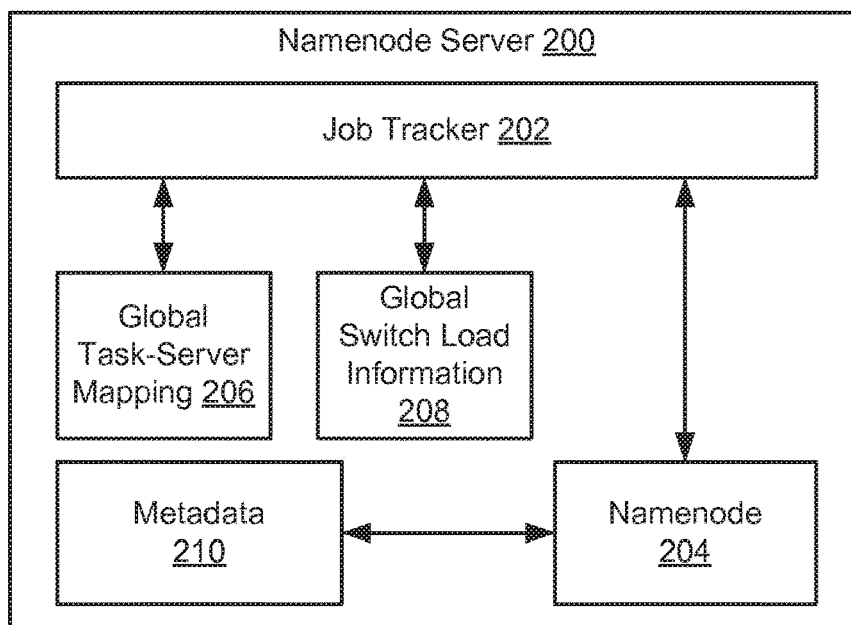 Namenode Server 200
Job Tracker 202
Global
Task-Server
Mapping 206
Global
Switch Load
Information
208
Metadata
210
Namenode
204